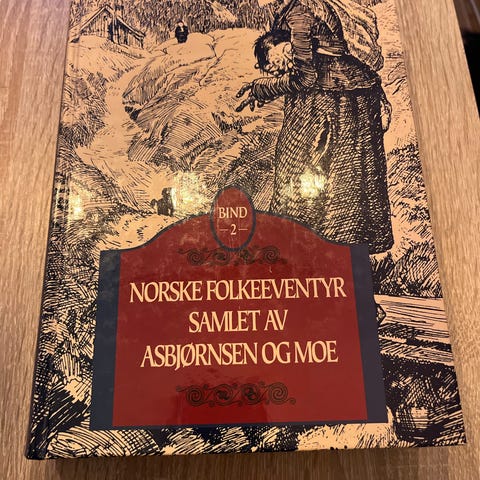 BIND
-2-
NORSKE FOLKEEVENTYR
SAMLET AV
ASBJØRNSEN OG MOE